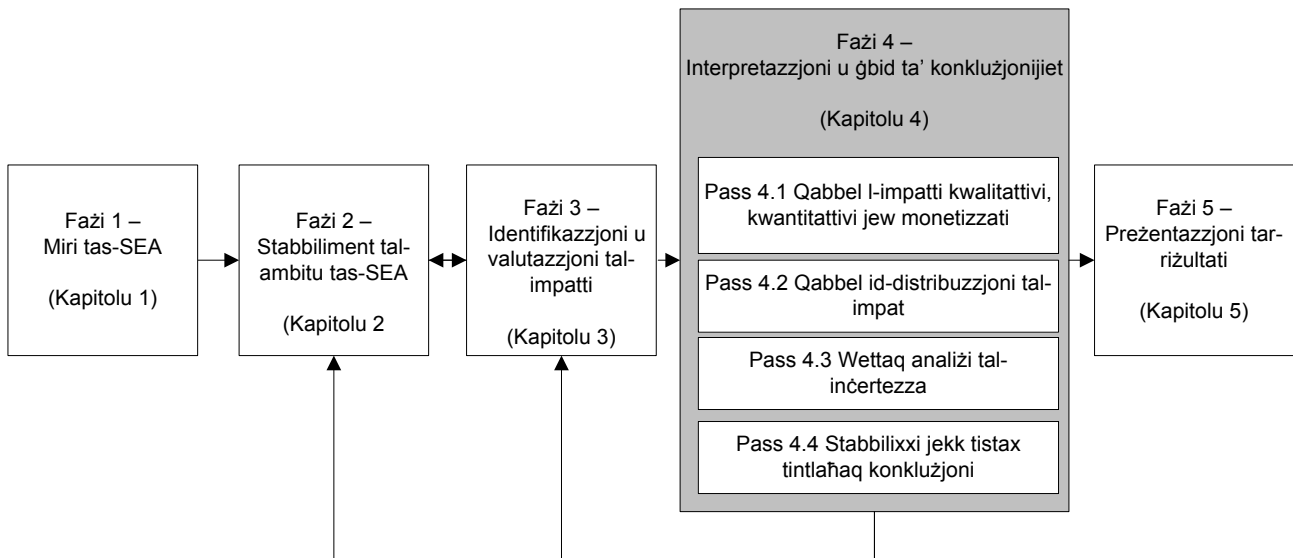 Fażi 1 –
Miri tas-SEA
(Kapitolu 1)
Fażi 2 –
Stabbiliment tal-
ambitu tas-SEA
(Kapitolu 2
Fażi 3 –
Identifikazzjoni u
valutazzjoni tal-
impatti
(Kapitolu 3)
Fażi 4 –
Interpretazzjoni u ġbid ta’ konklużjonijiet
(Kapitolu 4)
Pass 4.1 Qabbel l-impatti kwalitattivi,
kwantitattivi jew monetizzati
Pass 4.2 Qabbel id-distribuzzjoni tal-
impat
Pass 4.3 Wettaq analiżi tal-
inċertezza
Pass 4.4 Stabbilixxi jekk tistax
tintlaħaq konklużjoni
Fażi 5 –
Preżentazzjoni tar-
riżultati
(Kapitolu 5)